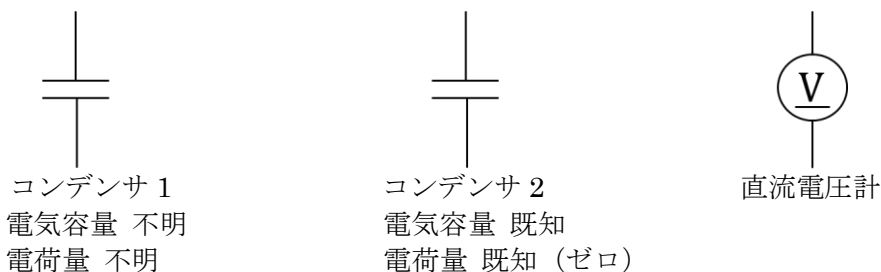 V
コンデンサ 1
電気容量 不明
電荷量 不明
コンデンサ 2
電気容量 既知
電荷量 既知（ゼロ）
直流電圧計